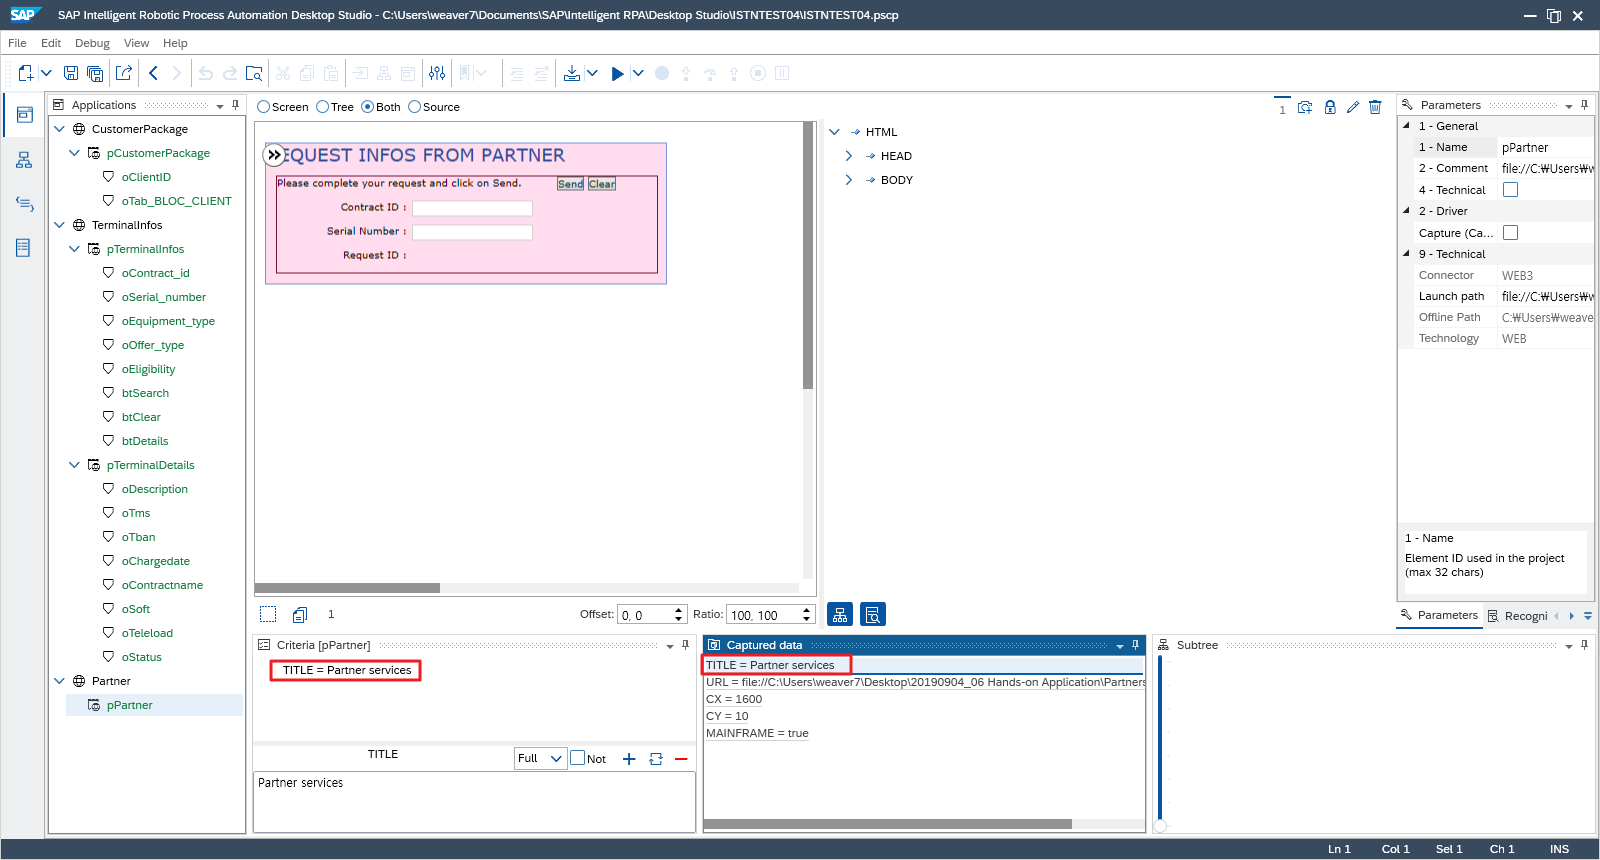 SAP SAP Intelligent Robotic Process Automation Desktop Studio - C:\Users\weaver7\Documents\SAP\Intelligent RPA\Desktop Studio\ISTNTEST04\ISTNTEST04.pscp
File Edit Debug View Help
Applications
CustomerPackage
pCustomerPackage
oClientID
oTab_BLOC_CLIENT
TerminalInfos
pTerminalInfos
oContract_id
oSerial_number
oEquipment_type
oOffer_type
oEligibility
btSearch
btClear
btDetails
pTerminalDetails
oDescription
oTms
oTban
oChargedate
oContractname
oSoft
oTeleload
oStatus
Partner
pPartner
Screen Tree Both Source
1
EQUEST INFOS FROM PARTNER
Please complete your request and click on Send. Send Clear
Contract ID :
Serial Number :
Request ID :
1 Offset: 0, 0 Ratio: 100, 100
HTML
HEAD
BODY
Criteria [pPartner]
TITLE = Partner services
TITLE Full Not
Partner services
Captured data
TITLE = Partner services
URL = file://C:\Users\weaver7\Desktop\20190904_06 Hands-on Application\Partners
CX = 1600
CY = 10
MAINFRAME = true
Subtree
Parameters
1 - General
1 - Name pPartner
2 - Comment file://C:₩Users₩w
4 - Technical
2 - Driver
Capture (Ca...
9 - Technical
Connector WEB3
Launch path file://C:₩Users₩w
Offline Path C:₩Users₩weave
Technology WEB
1 - Name
Element ID used in the project
(max 32 chars)
Parameters Recogni
Ln 1 Col 1 Sel 1 Ch 1 INS